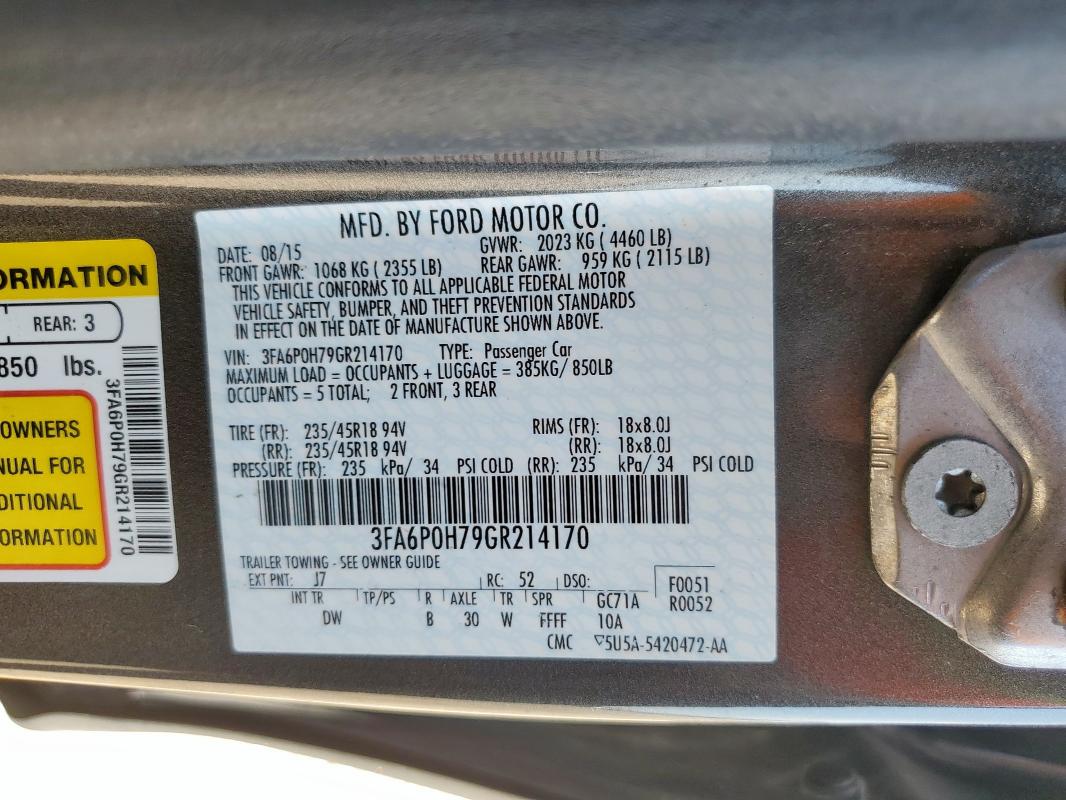 MFD. BY FORD MOTOR CO.
DATE: 08/15 GVWR: 2023 KG ( 4460 LB)
FRONT GAWR: 1068 KG ( 2355 LB) REAR GAWR: 959 KG ( 2115 LB)
THIS VEHICLE CONFORMS TO ALL APPLICABLE FEDERAL MOTOR
VEHICLE SAFETY, BUMPER, AND THEFT PREVENTION STANDARDS
IN EFFECT ON THE DATE OF MANUFACTURE SHOWN ABOVE.
VIN: 3FA6P0H79GR214170 TYPE: Passenger Car
MAXIMUM LOAD = OCCUPANTS + LUGGAGE = 385KG/ 850LB
OCCUPANTS = 5 TOTAL; 2 FRONT, 3 REAR
TIRE (FR): 235/45R18 94V RIMS (FR): 18x8.0J
(RR): 235/45R18 94V (RR): 18x8.0J
PRESSURE (FR): 235 kPa/ 34 PSI COLD (RR): 235 kPa/ 34 PSI COLD
3FA6P0H79GR214170
TRAILER TOWING - SEE OWNER GUIDE
EXT PNT: J7 RC: 52 DSO: F0051
INT TR TP/PS R AXLE TR SPR GC71A R0052
DW B 30 W FFFF 10A
CMC 5U5A-5420472-AA
ORMATION
REAR: 3
850 lbs.
OWNERS
NUAL FOR
DITIONAL
ORMATION
3FA6P0H79GR214170